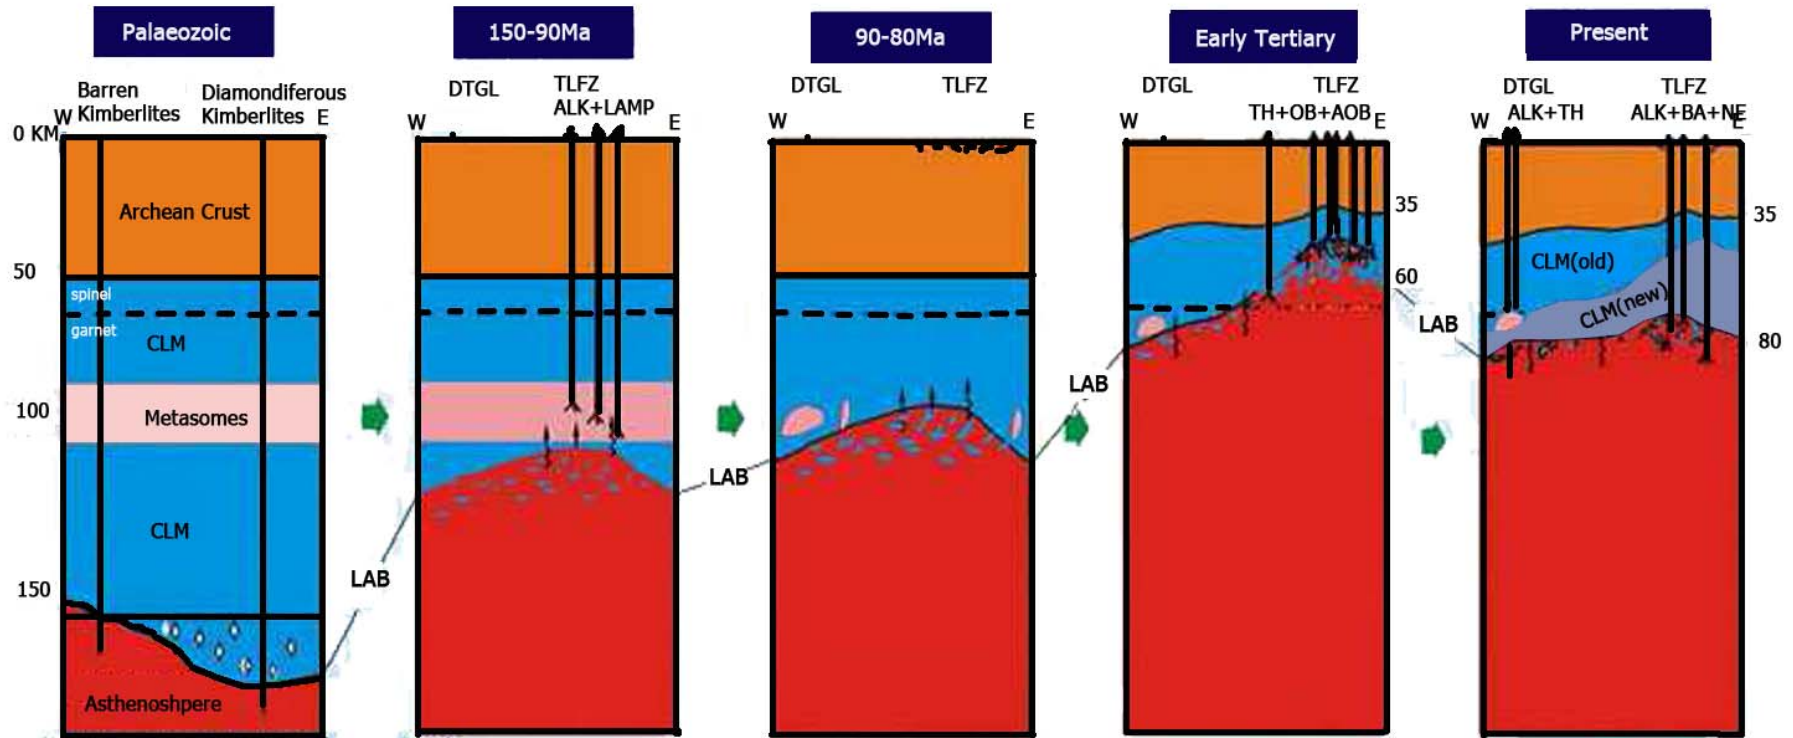 Palaeozoic
150-90Ma
90-80Ma
Early Tertiary
Present
Barren
Kimberlites
Diamondiferous
Kimberlites
W
E
0 KM
50
100
150
Archean Crust
spinel
garnet
CLM
Metasomes
CLM
Asthenoshpere
LAB
DTGL
TLFZ
ALK+LAMP
W
E
LAB
DTGL
TLFZ
W
E
LAB
DTGL
TLFZ
TH+OB+AOB
W
E
35
60
LAB
DTGL
ALK+TH
TLFZ
ALK+BA+NE
W
E
CLM(old)
CLM(new)
35
80